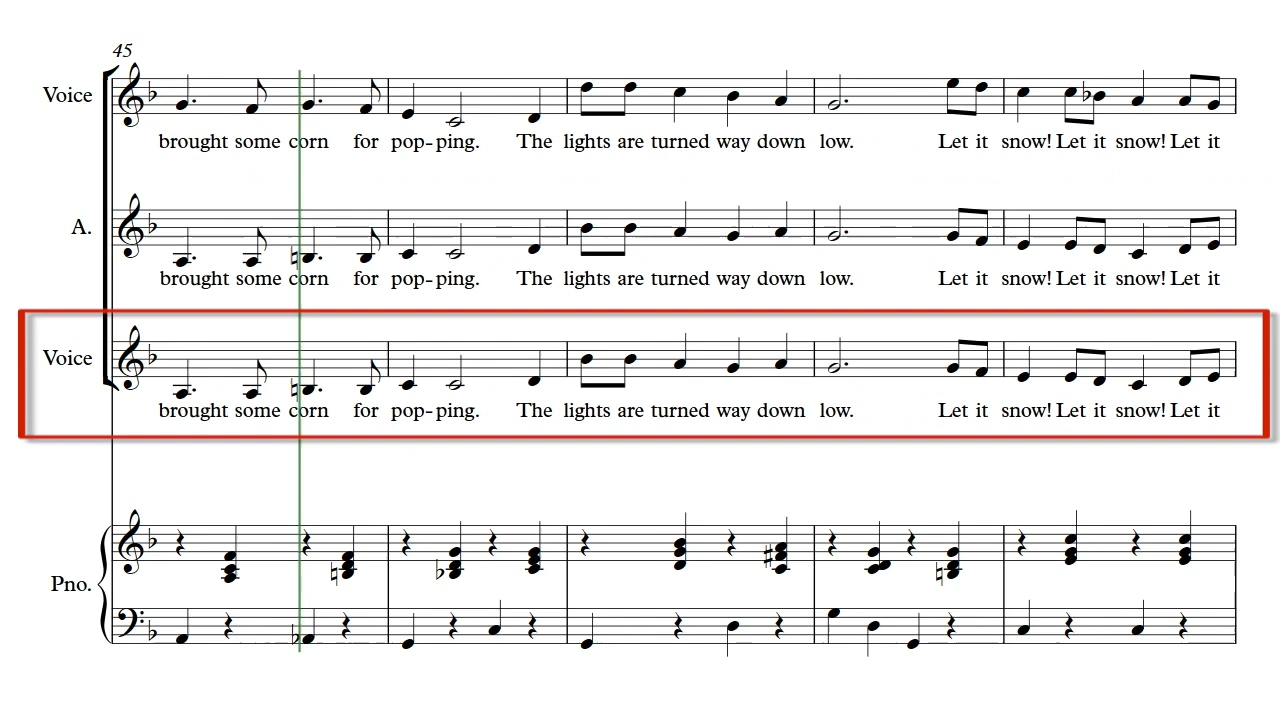 45
Voice
brought some corn for pop-ping. The lights are turned way down low. Let it snow! Let it snow! Let it
A.
brought some corn for pop-ping. The lights are turned way down low. Let it snow! Let it snow! Let it
Voice
brought some corn for pop-ping. The lights are turned way down low. Let it snow! Let it snow! Let it
Pno.